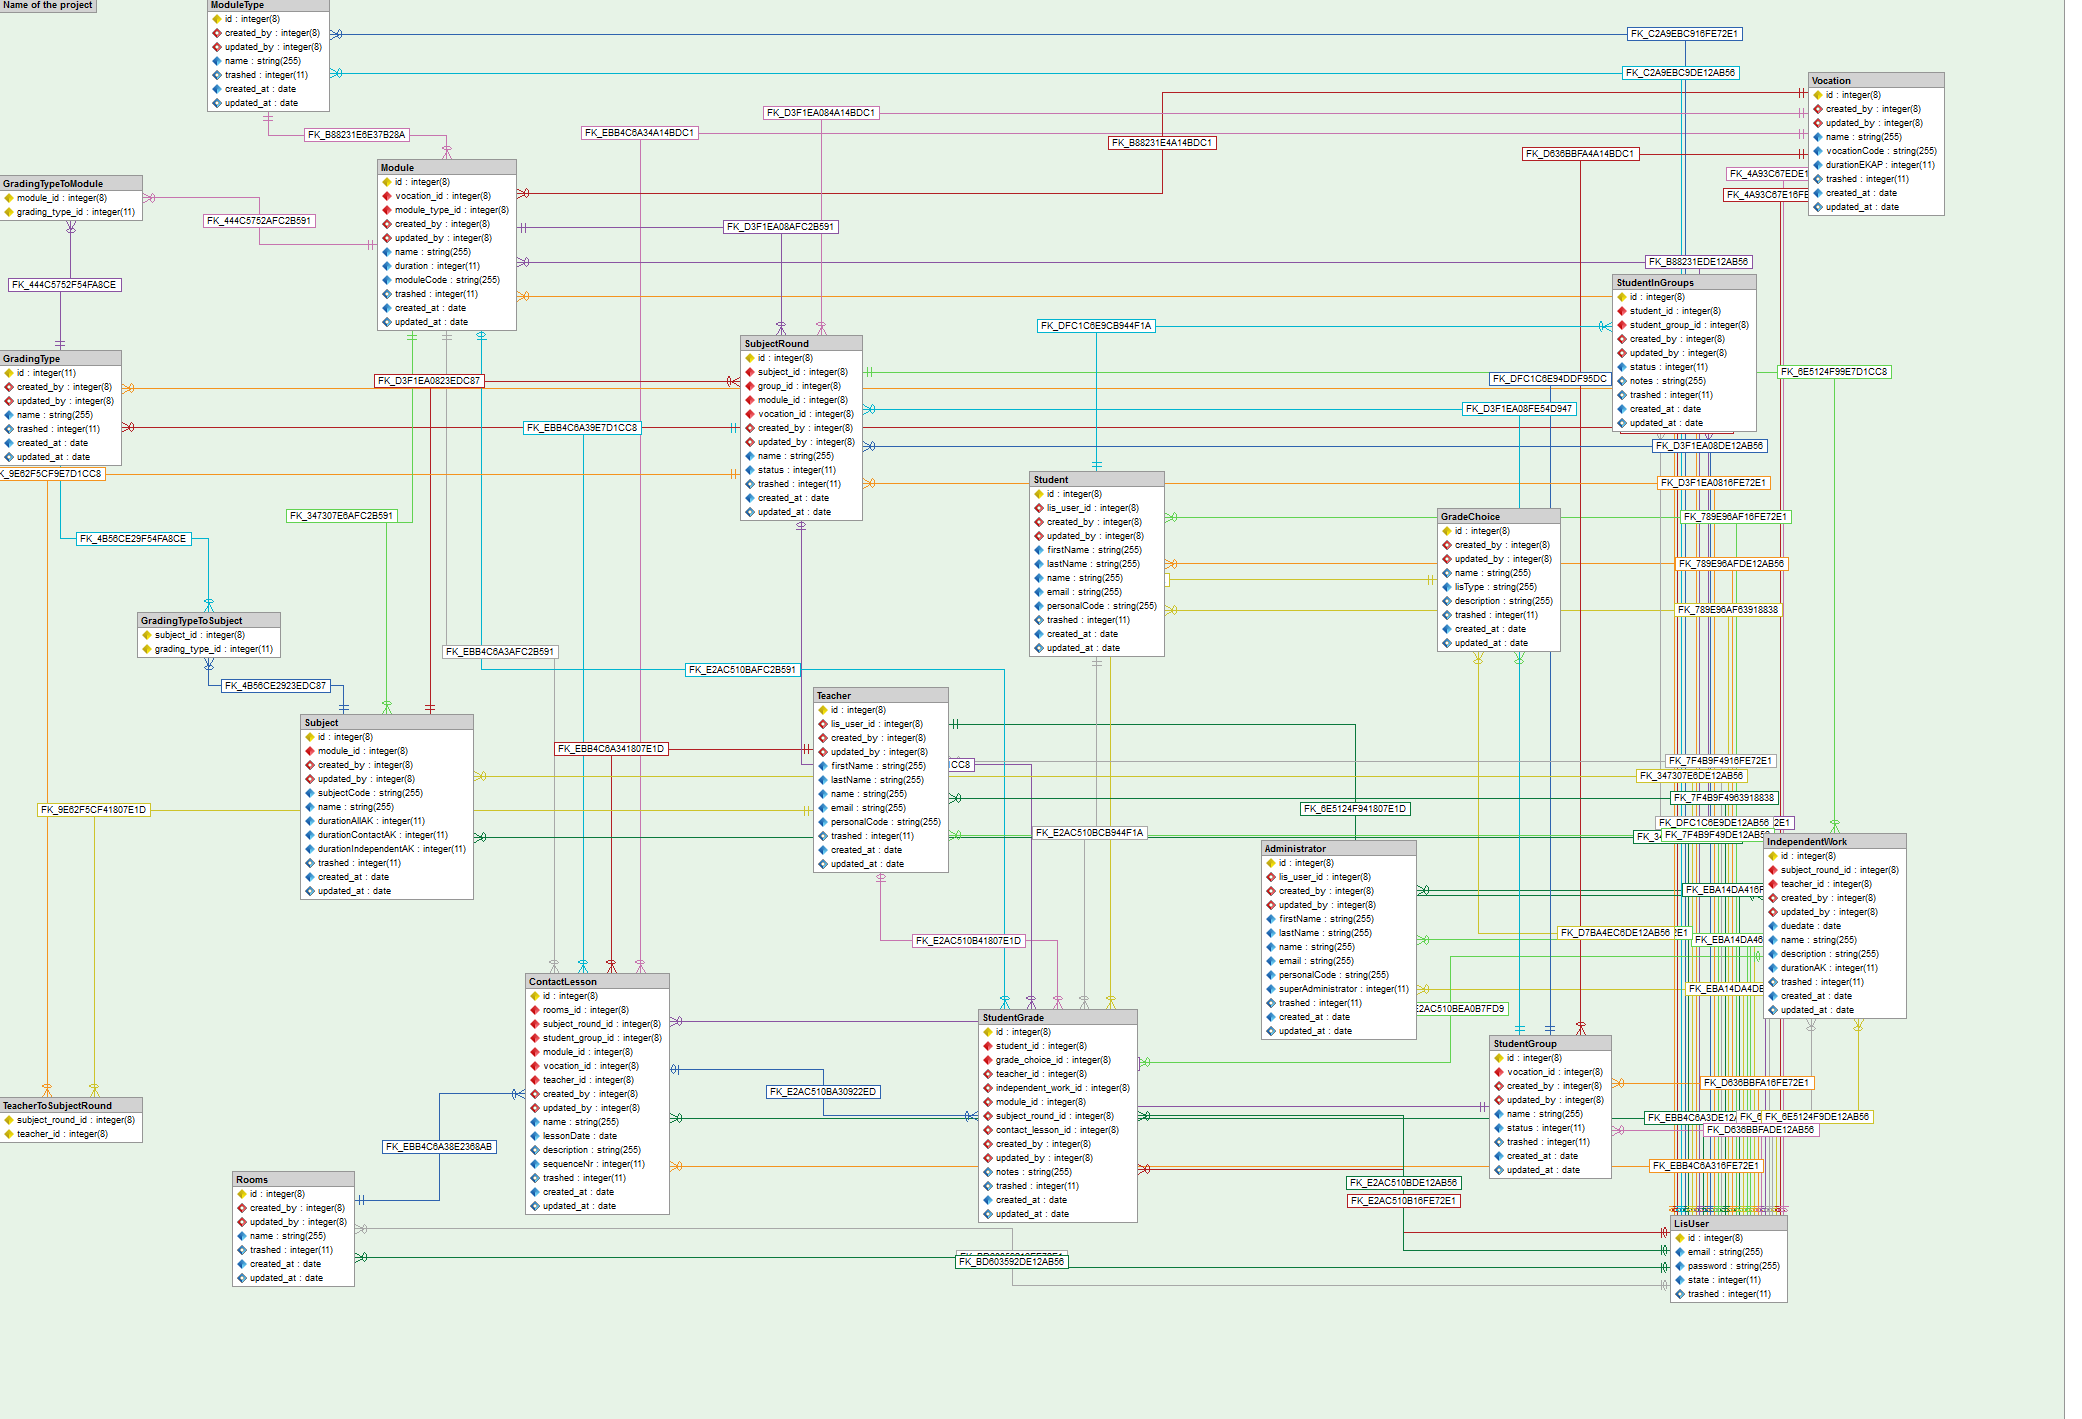 Name of the project
ModuleType
id : integer(8)
created_by : integer(8)
updated_by : integer(8)
name : string(255)
trashed : integer(11)
created_at : date
updated_at : date
FK_C2A9EBC916FE72E1
FK_C2A9EBC9DE12AB56
Vocation
id : integer(8)
created_by : integer(8)
updated_by : integer(8)
name : string(255)
vocationCode : string(255)
durationEKAP : integer(11)
trashed : integer(11)
created_at : date
updated_at : date
FK_D3F1EA084A14BDC1
FK_B88231E6E37B28A
FK_EBB4C6A34A14BDC1
FK_B88231E4A14BDC1
FK_D636BBFA4A14BDC1
FK_4A93C67EDE1
FK_4A93C67E16FE
Module
id : integer(8)
vocation_id : integer(8)
module_type_id : integer(8)
created_by : integer(8)
updated_by : integer(8)
name : string(255)
duration : integer(11)
moduleCode : string(255)
trashed : integer(11)
created_at : date
updated_at : date
GradingTypeToModule
module_id : integer(8)
grading_type_id : integer(11)
FK_444C5752AFC2B591
FK_D3F1EA08AFC2B591
FK_B88231EDE12AB56
FK_444C5752F54FA8CE
StudentInGroups
id : integer(8)
student_id : integer(8)
student_group_id : integer(8)
created_by : integer(8)
updated_by : integer(8)
status : integer(11)
notes : string(255)
trashed : integer(11)
created_at : date
updated_at : date
FK_DFC1C6E9CB944F1A
SubjectRound
id : integer(8)
subject_id : integer(8)
group_id : integer(8)
module_id : integer(8)
vocation_id : integer(8)
created_by : integer(8)
updated_by : integer(8)
name : string(255)
status : integer(11)
trashed : integer(11)
created_at : date
updated_at : date
GradingType
id : integer(11)
created_by : integer(8)
updated_by : integer(8)
name : string(255)
trashed : integer(11)
created_at : date
updated_at : date
FK_D3F1EA0823EDC87
FK_DFC1C6E94DDF95DC
FK_6E5124F99E7D1CC8
FK_D3F1EA08FE54D947
FK_EBB4C6A39E7D1CC8
FK_D3F1EA08DE12AB56
K_9E62F5CF9E7D1CC8
FK_D3F1EA0816FE72E1
Student
id : integer(8)
lis_user_id : integer(8)
created_by : integer(8)
updated_by : integer(8)
firstName : string(255)
lastName : string(255)
name : string(255)
email : string(255)
personalCode : string(255)
trashed : integer(11)
created_at : date
updated_at : date
GradeChoice
id : integer(8)
created_by : integer(8)
updated_by : integer(8)
name : string(255)
lisType : string(255)
description : string(255)
trashed : integer(11)
created_at : date
updated_at : date
FK_347307E6AFC2B591
FK_789E96AF16FE72E1
FK_4B56CE29F54FA8CE
FK_789E96AFDE12AB56
FK_789E96AF63918838
GradingTypeToSubject
subject_id : integer(8)
grading_type_id : integer(11)
FK_EBB4C6A3AFC2B591
FK_E2AC510BAFC2B591
FK_4B56CE2923EDC87
Teacher
id : integer(8)
lis_user_id : integer(8)
created_by : integer(8)
updated_by : integer(8)
firstName : string(255)
lastName : string(255)
name : string(255)
email : string(255)
personalCode : string(255)
trashed : integer(11)
created_at : date
updated_at : date
Subject
id : integer(8)
module_id : integer(8)
created_by : integer(8)
updated_by : integer(8)
subjectCode : string(255)
name : string(255)
durationAllAK : integer(11)
durationContactAK : integer(11)
durationIndependentAK : integer(11)
trashed : integer(11)
created_at : date
updated_at : date
FK_EBB4C6A341807E1D
1CC8
FK_7F4B9F4916FE72E1
FK_347307E6DE12AB56
FK_7F4B9F4963918838
FK_9E62F5CF41807E1D
FK_6E5124F941807E1D
FK_DFC1C6E9DE12AB56
2E1
FK_E2AC510BCB944F1A
FK_34
FK_7F4B9F49DE12AB56
Administrator
id : integer(8)
lis_user_id : integer(8)
created_by : integer(8)
updated_by : integer(8)
firstName : string(255)
lastName : string(255)
name : string(255)
email : string(255)
personalCode : string(255)
superAdministrator : integer(11)
trashed : integer(11)
created_at : date
updated_at : date
IndependentWork
id : integer(8)
subject_round_id : integer(8)
teacher_id : integer(8)
created_by : integer(8)
updated_by : integer(8)
duedate : date
name : string(255)
description : string(255)
durationAK : integer(11)
trashed : integer(11)
created_at : date
updated_at : date
FK_EBA14DA416F
FK_D7BA4EC6DE12AB56
E1
FK_EBA14DA46
FK_E2AC510B41807E1D
FK_EBA14DA4DE
E2AC510BEA0B7FD9
ContactLesson
id : integer(8)
rooms_id : integer(8)
subject_round_id : integer(8)
student_group_id : integer(8)
module_id : integer(8)
vocation_id : integer(8)
teacher_id : integer(8)
created_by : integer(8)
updated_by : integer(8)
name : string(255)
lessonDate : date
description : string(255)
sequenceNr : integer(11)
trashed : integer(11)
created_at : date
updated_at : date
StudentGrade
id : integer(8)
student_id : integer(8)
grade_choice_id : integer(8)
teacher_id : integer(8)
independent_work_id : integer(8)
module_id : integer(8)
subject_round_id : integer(8)
contact_lesson_id : integer(8)
created_by : integer(8)
updated_by : integer(8)
notes : string(255)
trashed : integer(11)
created_at : date
updated_at : date
StudentGroup
id : integer(8)
vocation_id : integer(8)
created_by : integer(8)
updated_by : integer(8)
name : string(255)
status : integer(11)
trashed : integer(11)
created_at : date
updated_at : date
FK_E2AC510BA30922ED
FK_D636BBFA16FE72E1
TeacherToSubjectRound
subject_round_id : integer(8)
teacher_id : integer(8)
FK_EBB4C6A3DE12A
FK_6
FK_6E5124F9DE12AB56
FK_D636BBFADE12AB56
FK_EBB4C6A38E2368AB
FK_EBB4C6A316FE72E1
Rooms
id : integer(8)
created_by : integer(8)
updated_by : integer(8)
name : string(255)
trashed : integer(11)
created_at : date
updated_at : date
FK_E2AC510BDE12AB56
FK_E2AC510B16FE72E1
FK_BD603592DE12AB56
LisUser
id : integer(8)
email : string(255)
password : string(255)
state : integer(11)
trashed : integer(11)